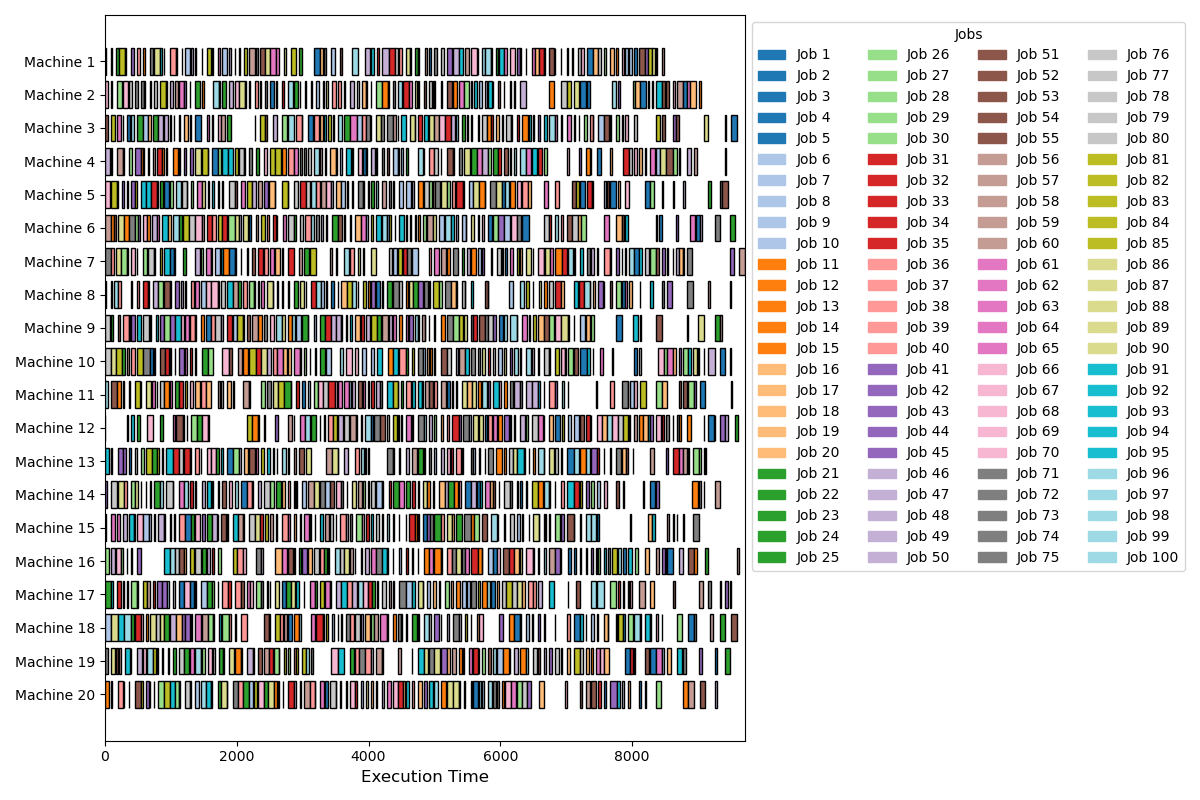 Machine 1
Machine 2
Machine 3
Machine 4
Machine 5
Machine 6
Machine 7
Machine 8
Machine 9
Machine 10
Machine 11
Machine 12
Machine 13
Machine 14
Machine 15
Machine 16
Machine 17
Machine 18
Machine 19
Machine 20
0 2000 4000 6000 8000
Execution Time
Jobs
Job 1 Job 26 Job 51 Job 76
Job 2 Job 27 Job 52 Job 77
Job 3 Job 28 Job 53 Job 78
Job 4 Job 29 Job 54 Job 79
Job 5 Job 30 Job 55 Job 80
Job 6 Job 31 Job 56 Job 81
Job 7 Job 32 Job 57 Job 82
Job 8 Job 33 Job 58 Job 83
Job 9 Job 34 Job 59 Job 84
Job 10 Job 35 Job 60 Job 85
Job 11 Job 36 Job 61 Job 86
Job 12 Job 37 Job 62 Job 87
Job 13 Job 38 Job 63 Job 88
Job 14 Job 39 Job 64 Job 89
Job 15 Job 40 Job 65 Job 90
Job 16 Job 41 Job 66 Job 91
Job 17 Job 42 Job 67 Job 92
Job 18 Job 43 Job 68 Job 93
Job 19 Job 44 Job 69 Job 94
Job 20 Job 45 Job 70 Job 95
Job 21 Job 46 Job 71 Job 96
Job 22 Job 47 Job 72 Job 97
Job 23 Job 48 Job 73 Job 98
Job 24 Job 49 Job 74 Job 99
Job 25 Job 50 Job 75 Job 100